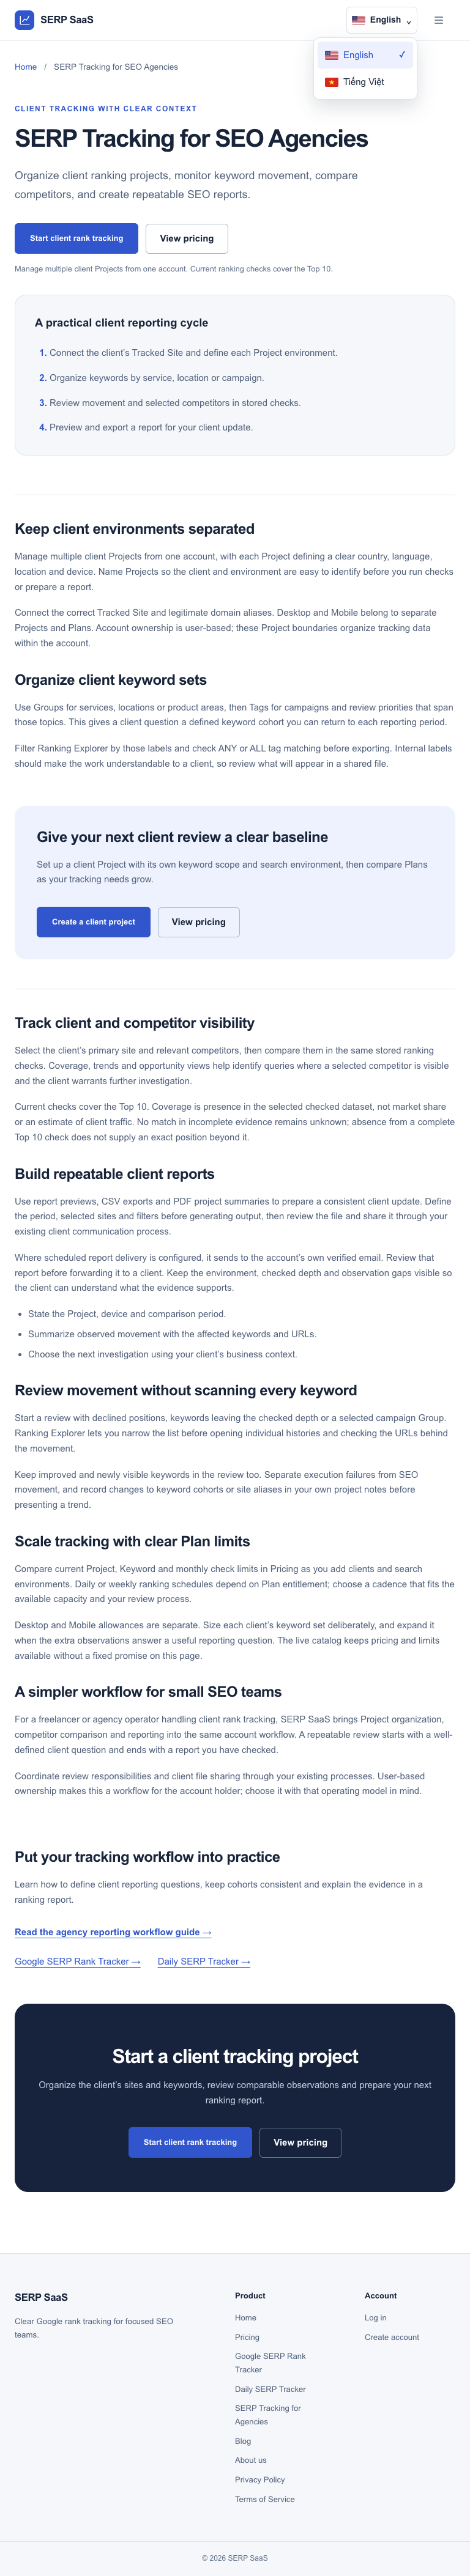 SERP SaaS
English
English
Tiếng Việt
Home / SERP Tracking for SEO Agencies
CLIENT TRACKING WITH CLEAR CONTEXT
SERP Tracking for SEO Agencies
Organize client ranking projects, monitor keyword movement, compare
competitors, and create repeatable SEO reports.
Start client rank tracking
View pricing
Manage multiple client Projects from one account. Current ranking checks cover the Top 10.
A practical client reporting cycle
1. Connect the client's Tracked Site and define each Project environment.
2. Organize keywords by service, location or campaign.
3. Review movement and selected competitors in stored checks.
4. Preview and export a report for your client update.
Keep client environments separated
Manage multiple client Projects from one account, with each Project defining a clear country, language,
location and device. Name Projects so the client and environment are easy to identify before you run checks
or prepare a report.
Connect the correct Tracked Site and legitimate domain aliases. Desktop and Mobile belong to separate
Projects and Plans. Account ownership is user-based; these Project boundaries organize tracking data
within the account.
Organize client keyword sets
Use Groups for services, locations or product areas, then Tags for campaigns and review priorities that span
those topics. This gives a client question a defined keyword cohort you can return to each reporting period.
Filter Ranking Explorer by those labels and check ANY or ALL tag matching before exporting. Internal labels
should make the work understandable to a client, so review what will appear in a shared file.
Give your next client review a clear baseline
Set up a client Project with its own keyword scope and search environment, then compare Plans
as your tracking needs grow.
Create a client project
View pricing
Track client and competitor visibility
Select the client's primary site and relevant competitors, then compare them in the same stored ranking
checks. Coverage, trends and opportunity views help identify queries where a selected competitor is visible
and the client warrants further investigation.
Current checks cover the Top 10. Coverage is presence in the selected checked dataset, not market share
or an estimate of client traffic. No match in incomplete evidence remains unknown; absence from a complete
Top 10 check does not supply an exact position beyond it.
Build repeatable client reports
Use report previews, CSV exports and PDF project summaries to prepare a consistent client update. Define
the period, selected sites and filters before generating output, then review the file and share it through your
existing client communication process.
Where scheduled report delivery is configured, it sends to the account's own verified email. Review that
report before forwarding it to a client. Keep the environment, checked depth and observation gaps visible so
the client can understand what the evidence supports.
• State the Project, device and comparison period.
• Summarize observed movement with the affected keywords and URLs.
• Choose the next investigation using your client's business context.
Review movement without scanning every keyword
Start a review with declined positions, keywords leaving the checked depth or a selected campaign Group.
Ranking Explorer lets you narrow the list before opening individual histories and checking the URLs behind
the movement.
Keep improved and newly visible keywords in the review too. Separate execution failures from SEO
movement, and record changes to keyword cohorts or site aliases in your own project notes before
presenting a trend.
Scale tracking with clear Plan limits
Compare current Project, Keyword and monthly check limits in Pricing as you add clients and search
environments. Daily or weekly ranking schedules depend on Plan entitlement; choose a cadence that fits the
available capacity and your review process.
Desktop and Mobile allowances are separate. Size each client's keyword set deliberately, and expand it
when the extra observations answer a useful reporting question. The live catalog keeps pricing and limits
available without a fixed promise on this page.
A simpler workflow for small SEO teams
For a freelancer or agency operator handling client rank tracking, SERP SaaS brings Project organization,
competitor comparison and reporting into the same account workflow. A repeatable review starts with a well-
defined client question and ends with a report you have checked.
Coordinate review responsibilities and client file sharing through your existing processes. User-based
ownership makes this a workflow for the account holder; choose it with that operating model in mind.
Put your tracking workflow into practice
Learn how to define client reporting questions, keep cohorts consistent and explain the evidence in a
ranking report.
Read the agency reporting workflow guide →
Google SERP Rank Tracker → Daily SERP Tracker →
Start a client tracking project
Organize the client's sites and keywords, review comparable observations and prepare your next
ranking report.
Start client rank tracking
View pricing
SERP SaaS
Clear Google rank tracking for focused SEO
teams.
Product
Home
Pricing
Google SERP Rank
Tracker
Daily SERP Tracker
SERP Tracking for
Agencies
Blog
About us
Privacy Policy
Terms of Service
Account
Log in
Create account
© 2026 SERP SaaS